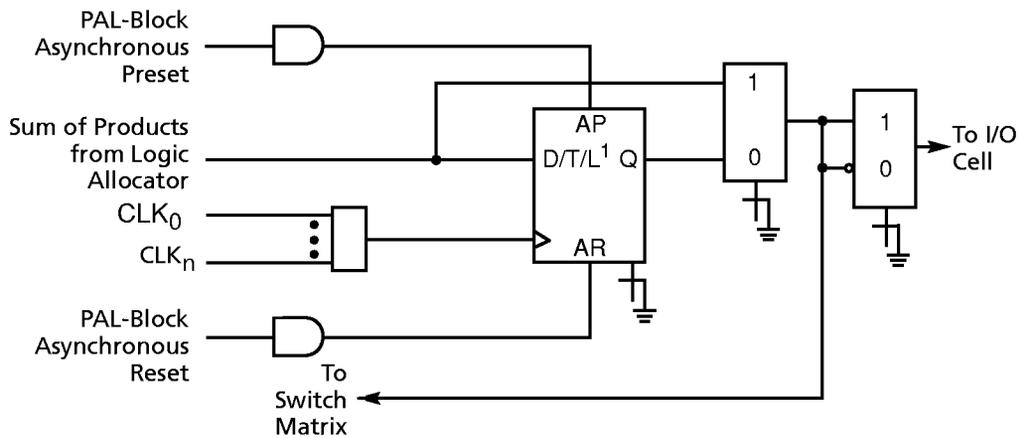 PAL-Block
Asynchronous
Preset
Sum of Products
from Logic
Allocator
CLK0
CLKn
PAL-Block
Asynchronous
Reset
AP
D/T/L1 Q
AR
1
0
1
0
To I/O
Cell
To
Switch
Matrix